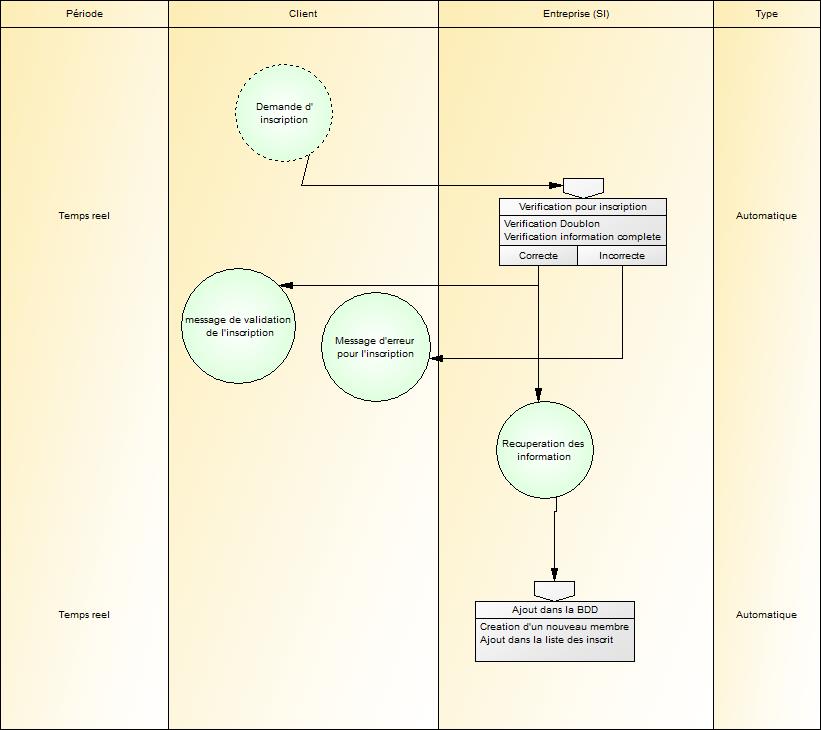 Période
Client
Entreprise (SI)
Type
Demande d'
inscription
Temps reel
Verification pour inscription
Verification Doublon
Verification information complete
Correcte
Incorrecte
Automatique
message de validation
de l'inscription
Message d'erreur
pour l'inscription
Recuperation des
information
Temps reel
Ajout dans la BDD
Creation d'un nouveau membre
Ajout dans la liste des inscrit
Automatique